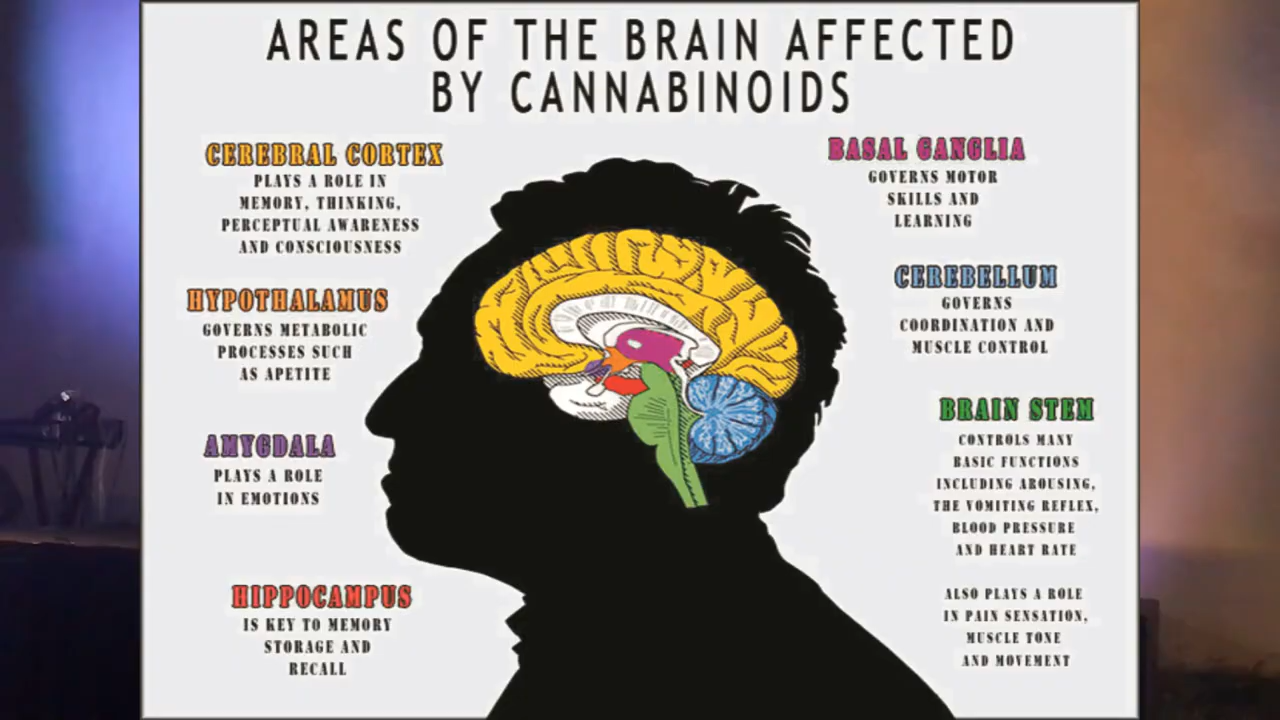 AREAS OF THE BRAIN AFFECTED
BY CANNABINOIDS
CEREBRAL CORTEX
PLAYS A ROLE IN
MEMORY, THINKING,
PERCEPTUAL AWARENESS
AND CONSCIOUSNESS
HYPOTHALAMUS
GOVERNS METABOLIC
PROCESSES SUCH
AS APETITE
AMYGDALA
PLAYS A ROLE
IN EMOTIONS
HIPPOCAMPUS
IS KEY TO MEMORY
STORAGE AND
RECALL
BASAL GANGLIA
GOVERNS MOTOR
SKILLS AND
LEARNING
CEREBELLUM
GOVERNS
COORDINATION AND
MUSCLE CONTROL
BRAIN STEM
CONTROLS MANY
BASIC FUNCTIONS
INCLUDING AROUSING,
THE VOMITING REFLEX,
BLOOD PRESSURE
AND HEART RATE
ALSO PLAYS A ROLE
IN PAIN SENSATION,
MUSCLE TONE
AND MOVEMENT